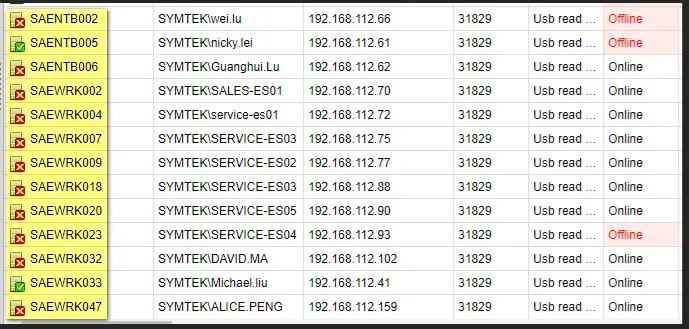 SAENTB002 SYMTEK\wei.lu 192.168.112.66 31829 Usb read ... Offline
SAENTB005 SYMTEK\nicky.lei 192.168.112.61 31829 Usb read ... Offline
SAENTB006 SYMTEK\Guanghui.Lu 192.168.112.62 31829 Usb read ... Online
SAEWRK002 SYMTEK\SALES-ES01 192.168.112.70 31829 Usb read ... Online
SAEWRK004 SYMTEK\service-es01 192.168.112.72 31829 Usb read ... Online
SAEWRK007 SYMTEK\SERVICE-ES03 192.168.112.75 31829 Usb read ... Online
SAEWRK009 SYMTEK\SERVICE-ES02 192.168.112.77 31829 Usb read ... Online
SAEWRK018 SYMTEK\SERVICE-ES03 192.168.112.88 31829 Usb read ... Online
SAEWRK020 SYMTEK\SERVICE-ES05 192.168.112.90 31829 Usb read ... Online
SAEWRK023 SYMTEK\SERVICE-ES04 192.168.112.93 31829 Usb read ... Offline
SAEWRK032 SYMTEK\DAVID.MA 192.168.112.102 31829 Usb read ... Online
SAEWRK033 SYMTEK\Michael.liu 192.168.112.41 31829 Usb read ... Online
SAEWRK047 SYMTEK\ALICE.PENG 192.168.112.159 31829 Usb read ... Online